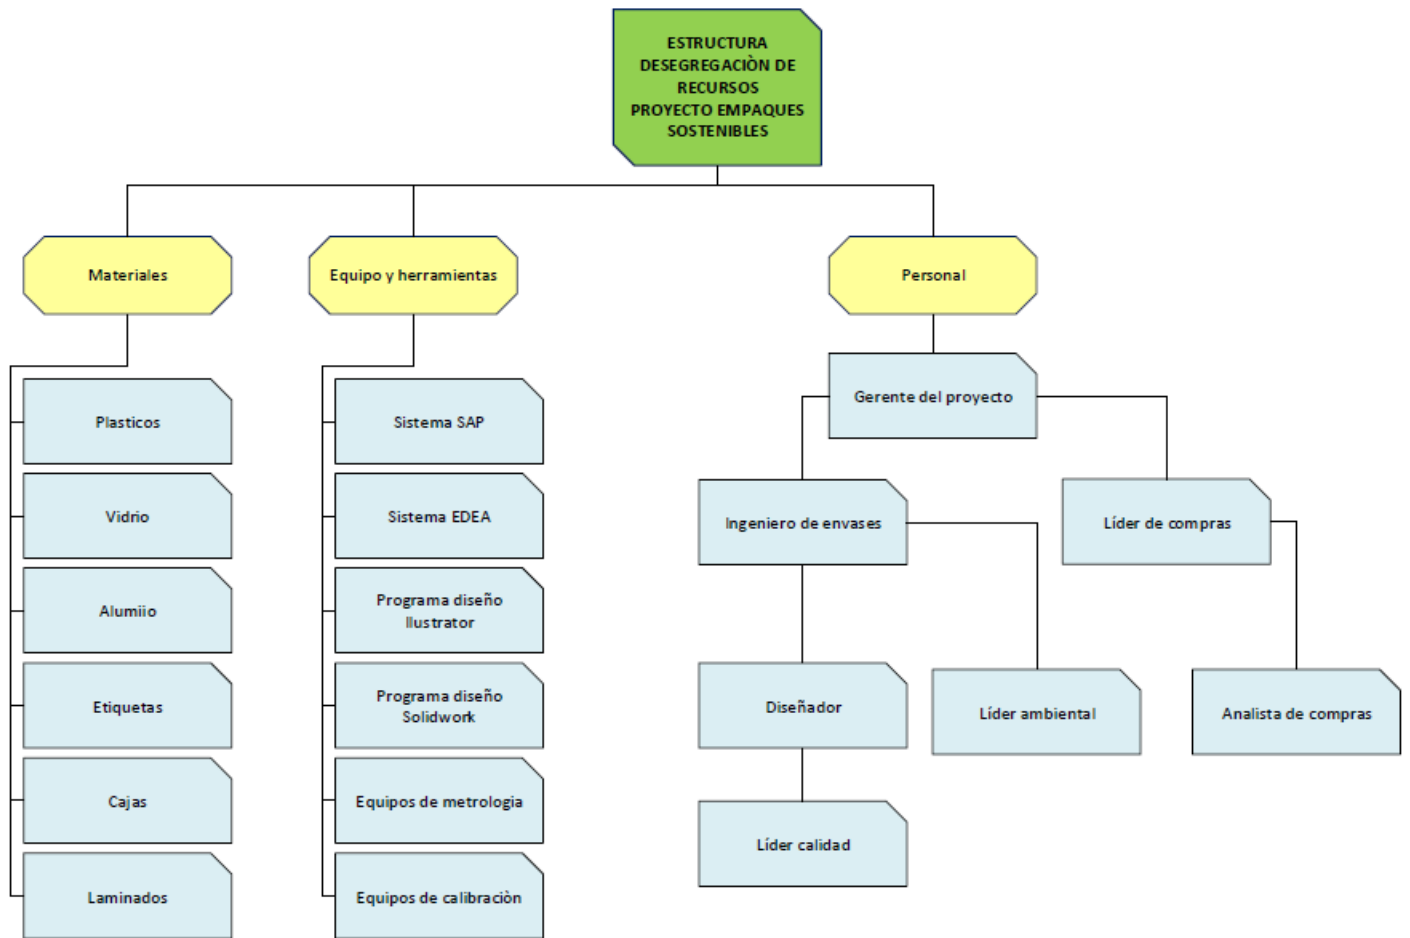 ESTRUCTURA
DESEGREGACIÒN DE
RECURSOS
PROYECTO EMPAQUES
SOSTENIBLES
Materiales
Equipo y herramientas
Personal
Plasticos
Vidrio
Alumiio
Etiquetas
Cajas
Laminados
Sistema SAP
Sistema EDEA
Programa diseño
Ilustrator
Programa diseño
Solidwork
Equipos de metrologia
Equipos de calibraciòn
Gerente del proyecto
Ingeniero de envases
Líder de compras
Diseñador
Líder ambiental
Analista de compras
Líder calidad